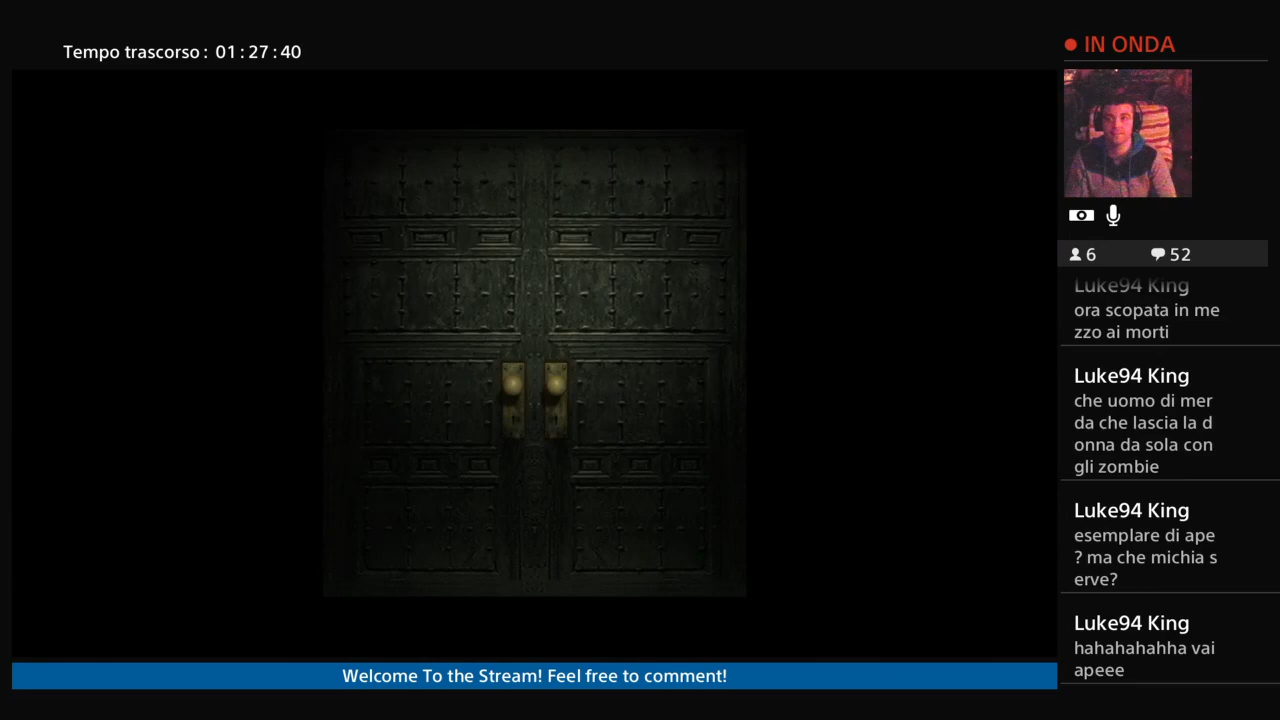 Tempo trascorso : 01 : 27 : 40
IN ONDA
6 52
Luke94 King
ora scopata in me
zzo ai morti
Luke94 King
che uomo di mer
da che lascia la d
onna da sola con
gli zombie
Luke94 King
esemplare di ape
? ma che michia s
erve?
Luke94 King
hahahahahha vai
apeee
Welcome To the Stream! Feel free to comment!